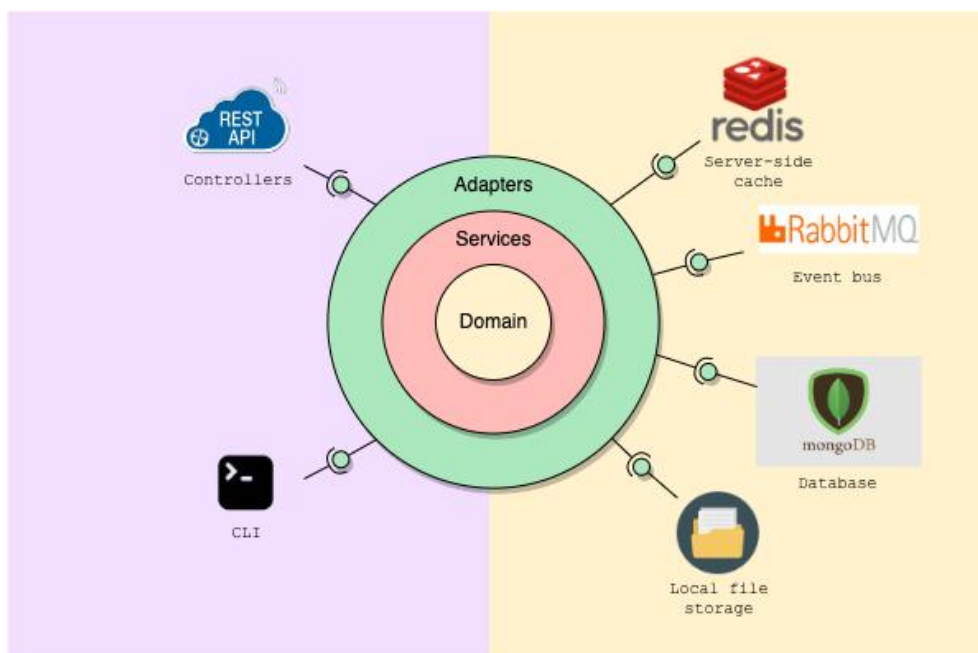 REST
API
Controllers
Adapters
Services
Domain
redis
Server-side
cache
RabbitMQ
Event bus
mongoDB
Database
>_
CLI
Local file
storage